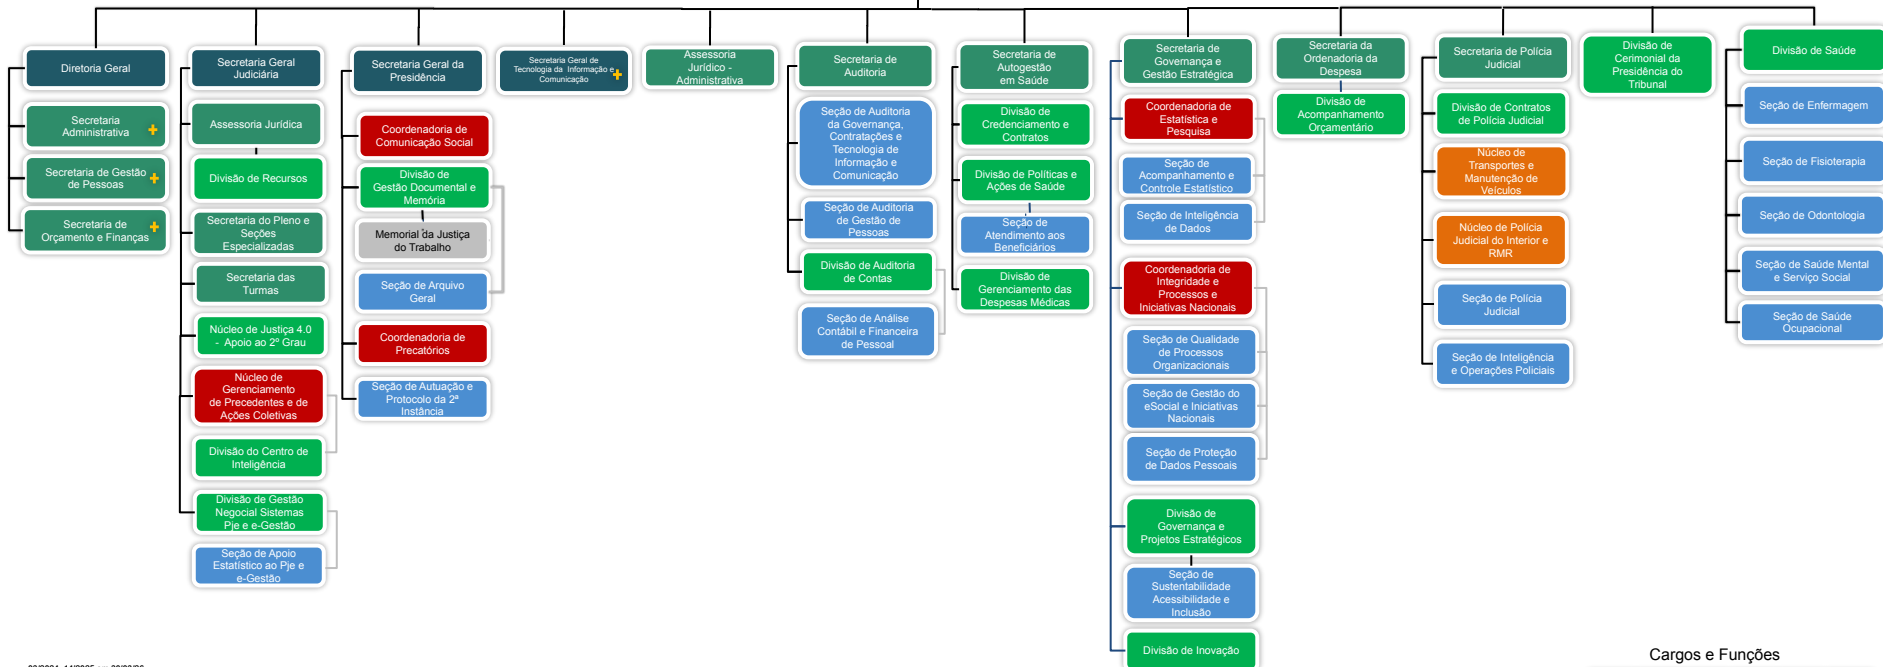 Diretoria Geral
Secretaria
Administrativa
Secretaria de Gestão
de Pessoas
Secretaria de
Orçamento e Finanças
Secretaria Geral
Judiciária
Assessoria Jurídica
Divisão de Recursos
Secretaria do Pleno e
Seções
Especializadas
Secretaria das
Turmas
Núcleo de Justiça 4.0
- Apoio ao 2º Grau
Núcleo de
Gerenciamento
de Precedentes e de
Ações Coletivas
Divisão do Centro de
Inteligência
Divisão de Gestão
Negocial Sistemas
Pje e e-Gestão
Seção de Apoio
Estatístico ao Pje e
e-Gestão
Secretaria Geral da
Presidência
Coordenadoria de
Comunicação Social
Divisão de
Gestão Documental e
Memória
Memorial da Justiça
do Trabalho
Seção de Arquivo
Geral
Coordenadoria de
Precatórios
Seção de Autuação e
Protocolo da 2ª
Instância
Secretaria Geral de
Tecnologia da Informação e
Comunicação
Assessoria
Jurídico -
Administrativa
Secretaria de
Auditoria
Seção de Auditoria
da Governança,
Contratações e
Tecnologia de
Informação e
Comunicação
Seção de Auditoria
de Gestão de
Pessoas
Divisão de Auditoria
de Contas
Seção de Análise
Contábil e Financeira
de Pessoal
Secretaria de
Autogestão
em Saúde
Divisão de
Credenciamento e
Contratos
Divisão de Políticas e
Ações de Saúde
Seção de
Atendimento aos
Beneficiários
Divisão de
Gerenciamento das
Despesas Médicas
Secretaria de
Governança e
Gestão Estratégica
Coordenadoria de
Estatística e
Pesquisa
Seção de
Acompanhamento e
Controle Estatístico
Seção de Inteligência
de Dados
Coordenadoria de
Integridade e
Processos e
Iniciativas Nacionais
Seção de Qualidade
de Processos
Organizacionais
Seção de Gestão do
eSocial e Iniciativas
Nacionais
Seção de Proteção
de Dados Pessoais
Divisão de
Governança e
Projetos Estratégicos
Seção de
Sustentabilidade
Acessibilidade e
Inclusão
Divisão de Inovação
Secretaria da
Ordenadoria da
Despesa
Divisão de
Acompanhamento
Orçamentário
Secretaria de Polícia
Judicial
Divisão de Contratos
de Polícia Judicial
Núcleo de
Transportes e
Manutenção de
Veículos
Núcleo de Polícia
Judicial do Interior e
RMR
Seção de Polícia
Judicial
Seção de Inteligência
e Operações Policiais
Divisão de
Cerimonial da
Presidência do
Tribunal
Divisão de Saúde
Seção de Enfermagem
Seção de Fisioterapia
Seção de Odontologia
Seção de Saúde Mental
e Serviço Social
Seção de Saúde
Ocupacional
Cargos e Funções